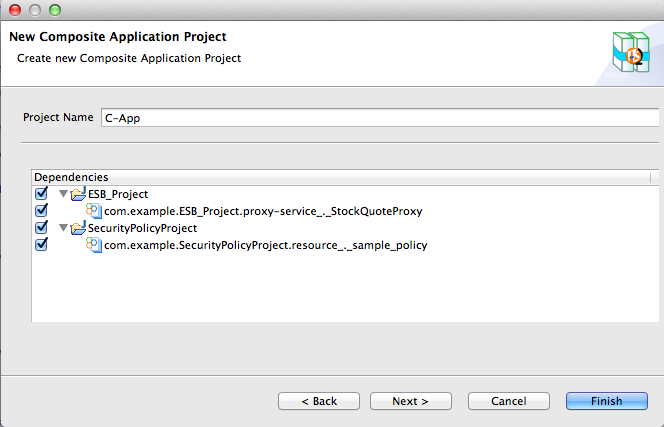 New Composite Application Project
Create new Composite Application Project
Project Name C-App
Dependencies
ESB_Project
com.example.ESB_Project.proxy-service_._StockQuoteProxy
SecurityPolicyProject
com.example.SecurityPolicyProject.resource_._sample_policy
< Back Next > Cancel Finish